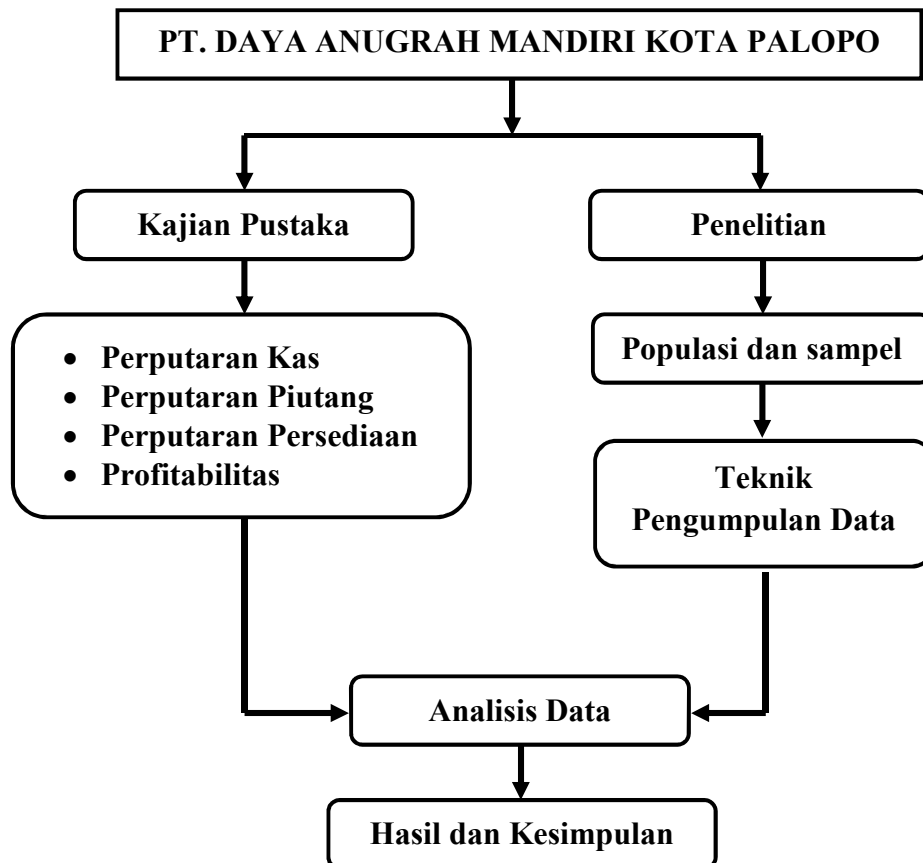 PT. DAYA ANUGRAH MANDIRI KOTA PALOPO
Kajian Pustaka
Penelitian
• Perputaran Kas
• Perputaran Piutang
• Perputaran Persediaan
• Profitabilitas
Populasi dan sampel
Teknik
Pengumpulan Data
Analisis Data
Hasil dan Kesimpulan